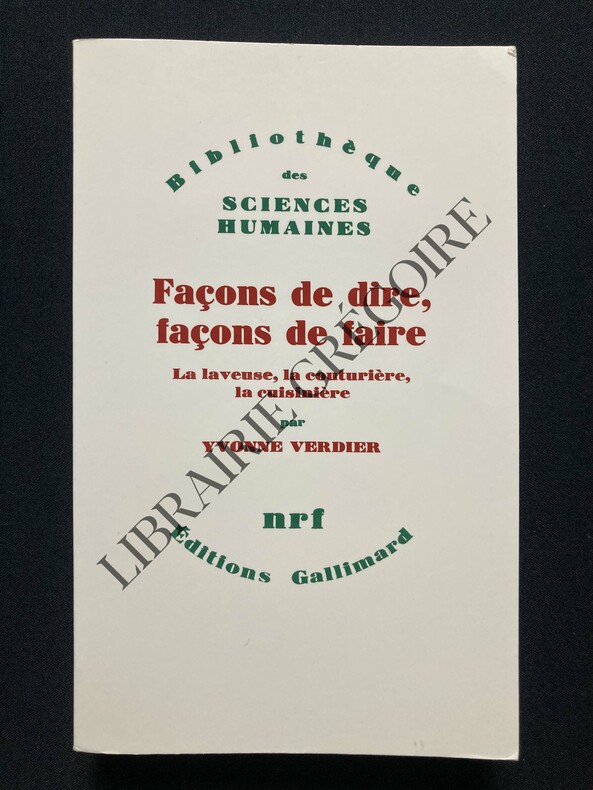 Bibliothèque
des
SCIENCES
HUMAINES
Façons de dire,
façons de faire
La laveuse, la couturière,
la cuisinière
par
YVONNE VERDIER
nrf
Éditions Gallimard
LIBRAIRIE GRÉGOIRE